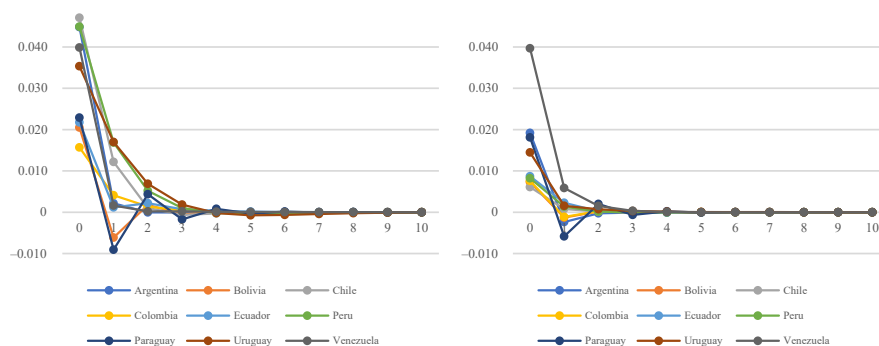 0.040
0.030
0.020
0.010
0
–0.010
0 1 2 3 4 5 6 7 8 9 10
Argentina Bolivia Chile
Colombia Ecuador Peru
Paraguay Uruguay Venezuela
0.040
0.030
0.020
0.010
0
–0.010
0 1 2 3 4 5 6 7 8 9 10
Argentina Bolivia Chile
Colombia Ecuador Peru
Paraguay Uruguay Venezuela